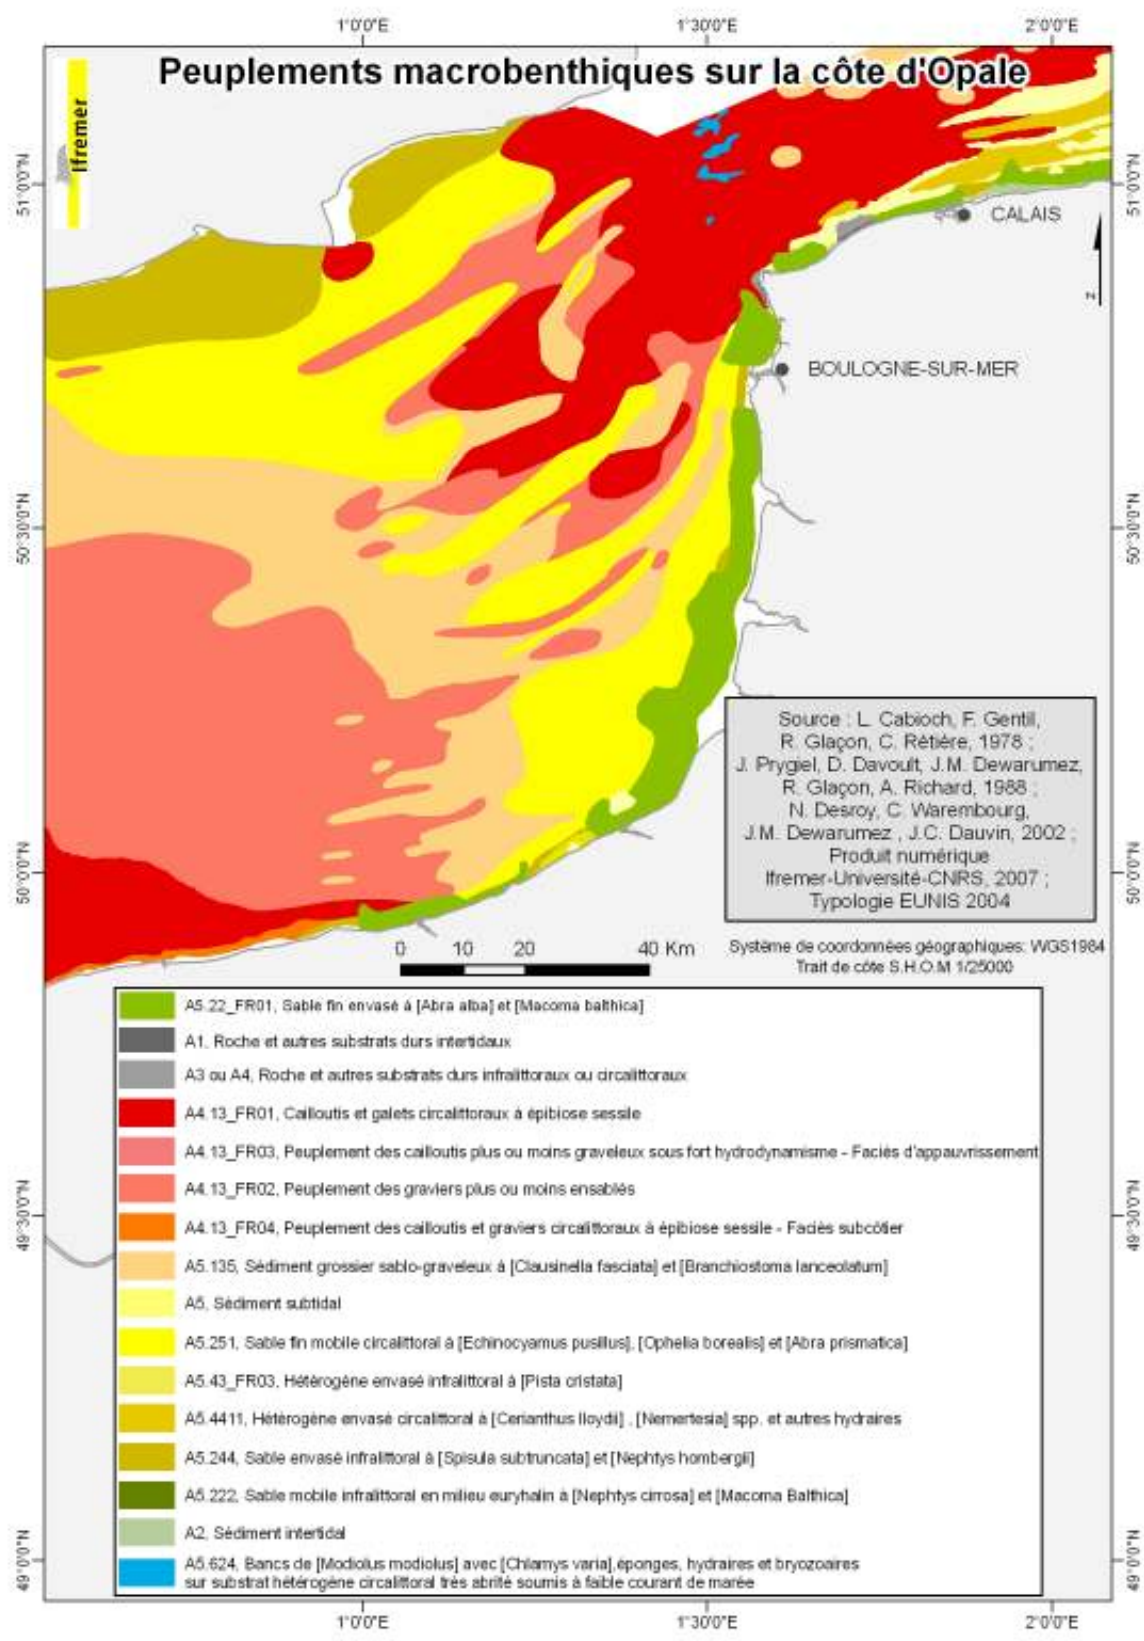 1°0'0"E 1°30'0"E 2°0'0"E
Peuplements macrobenthiques sur la côte d'Opale
Ifremer
51°0'0"N
51°0'0"N
CALAIS
Z
BOULOGNE-SUR-MER
50°30'0"N
50°30'0"N
Source : L. Cabioch, F. Gentil,
R. Glaçon, C. Rétière, 1978 ;
J. Prygiel, D. Davoult, J.M. Dewarumez,
R. Glaçon, A. Richard, 1988 ;
N. Desroy, C. Warembourg,
J.M. Dewarumez , J.C. Dauvin, 2002 ;
Produit numérique
Ifremer-Université-CNRS, 2007 ;
Typologie EUNIS 2004
50°0'0"N
50°0'0"N
0 10 20 40 Km
Système de coordonnées géographiques: WGS1984
Trait de côte S.H.O.M 1/25000
A5.22_FR01, Sable fin envasé à [Abra alba] et [Macoma balthica]
A1, Roche et autres substrats durs intertidaux
A3 ou A4, Roche et autres substrats durs infralittoraux ou circalittoraux
A4.13_FR01, Cailloutis et galets circalittoraux à épibiose sessile
A4.13_FR03, Peuplement des cailloutis plus ou moins graveleux sous fort hydrodynamisme - Faciès d'appauvrissement
A4.13_FR02, Peuplement des graviers plus ou moins ensablés
A4.13_FR04, Peuplement des cailloutis et graviers circalittoraux à épibiose sessile - Faciès subcôtier
A5.135, Sédiment grossier sablo-graveleux à [Clausinella fasciata] et [Branchiostoma lanceolatum]
A5, Sédiment subtidal
A5.251, Sable fin mobile circalittoral à [Echinocyamus pusillus], [Ophelia borealis] et [Abra prismatica]
A5.43_FR03, Hétérogène envasé infralittoral à [Pista cristata]
A5.4411, Hétérogène envasé circalittoral à [Cerianthus lloydii] , [Nemertesia] spp. et autres hydraires
A5.244, Sable envasé infralittoral à [Spisula subtruncata] et [Nephtys hombergii]
A5.222, Sable mobile infralittoral en milieu euryhalin à [Nephtys cirrosa] et [Macoma Balthica]
A2, Sédiment intertidal
A5.624, Bancs de [Modiolus modiolus] avec [Chlamys varia],éponges, hydraires et bryozoaires
sur substrat hétérogène circalittoral très abrité soumis à faible courant de marée
49°30'0"N
49°30'0"N
49°0'0"N
49°0'0"N
1°0'0"E 1°30'0"E 2°0'0"E